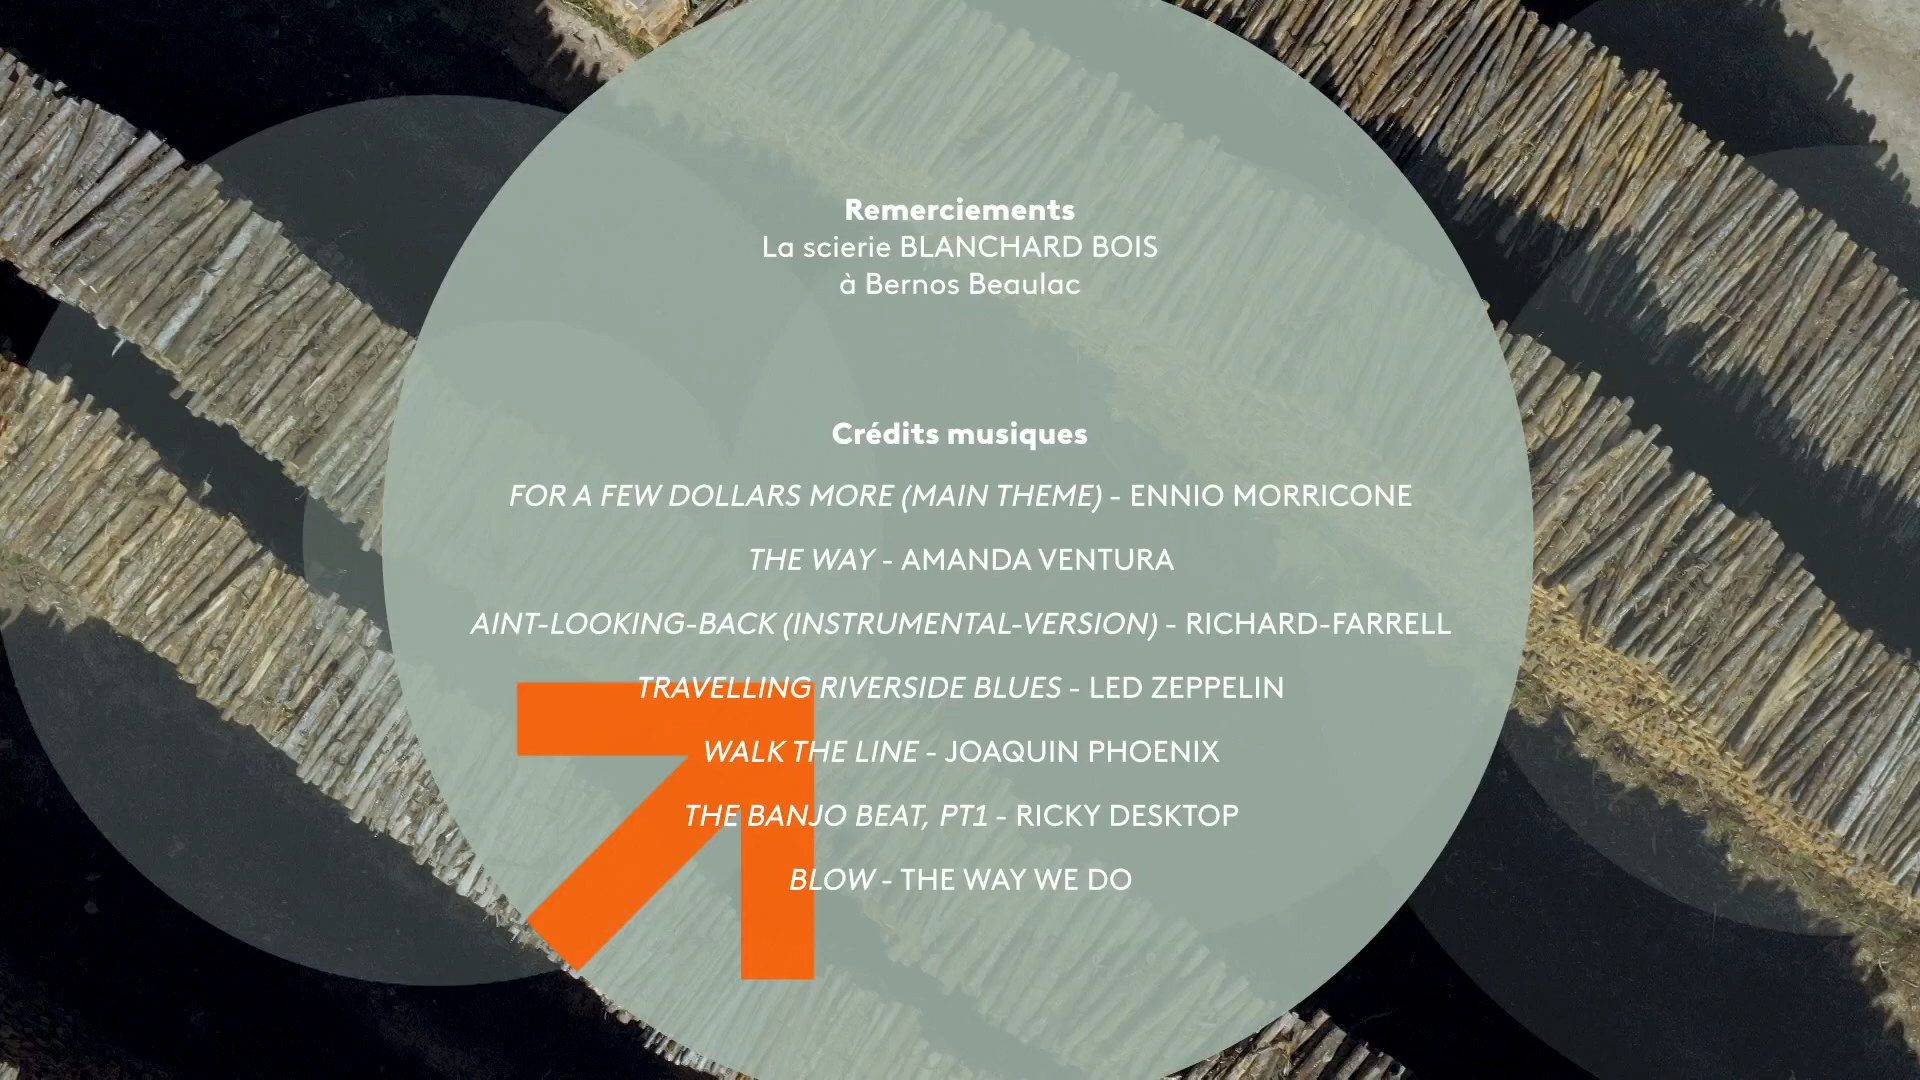 Remerciements
La scierie BLANCHARD BOIS
à Bernos Beaulac
Crédits musiques
FOR A FEW DOLLARS MORE (MAIN THEME) - ENNIO MORRICONE
THE WAY - AMANDA VENTURA
AINT-LOOKING-BACK (INSTRUMENTAL-VERSION) - RICHARD-FARRELL
TRAVELLING RIVERSIDE BLUES - LED ZEPPELIN
WALK THE LINE - JOAQUIN PHOENIX
THE BANJO BEAT, PT1 - RICKY DESKTOP
BLOW - THE WAY WE DO